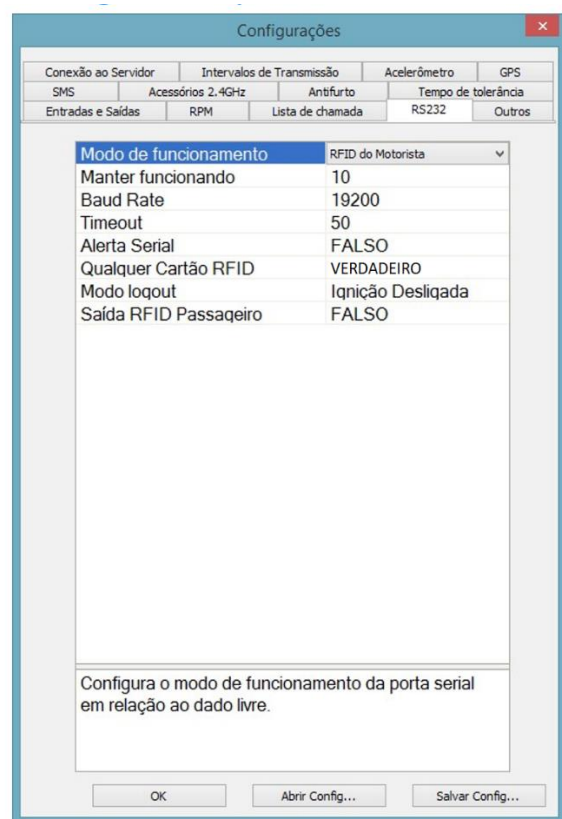 Configurações
Conexão ao Servidor Intervalos de Transmissão Acelerômetro GPS
SMS Acessórios 2.4GHz Antifurto Tempo de tolerância
Entradas e Saídas RPM Lista de chamada RS232 Outros
Modo de funcionamento RFID do Motorista
Manter funcionando 10
Baud Rate 19200
Timeout 50
Alerta Serial FALSO
Qualquer Cartão RFID VERDADEIRO
Modo logout Ignição Desligada
Saída RFID Passageiro FALSO
Configura o modo de funcionamento da porta serial
em relação ao dado livre.
OK Abrir Config... Salvar Config...